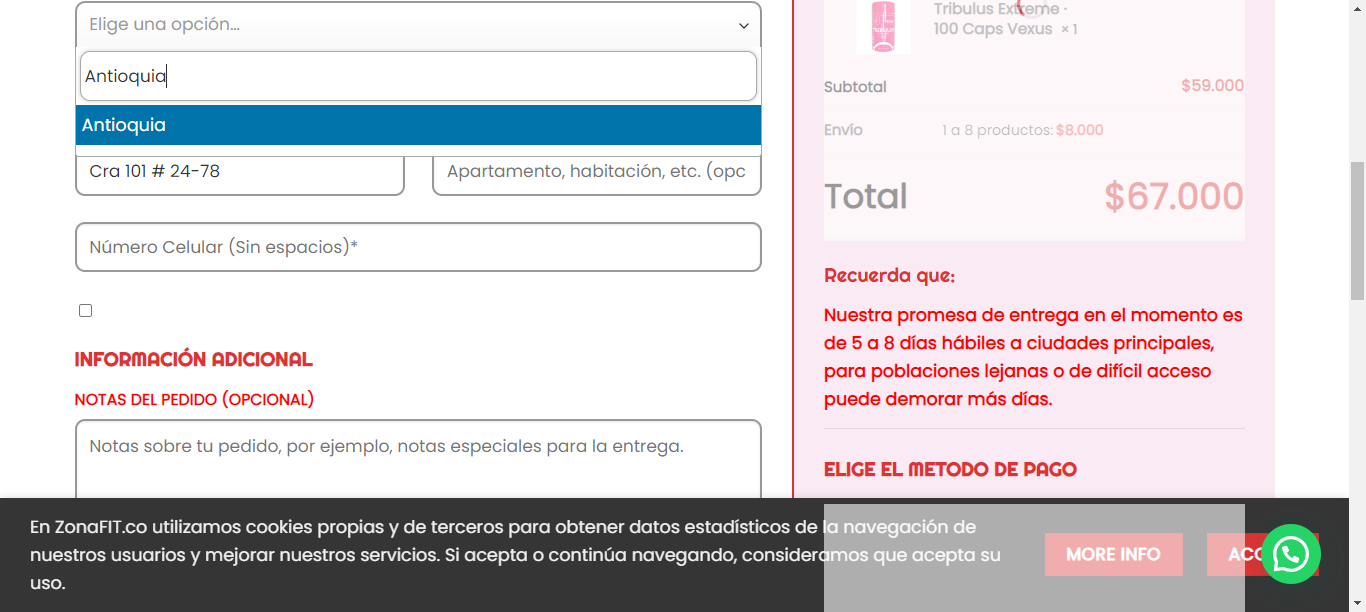 Elige una opción...
Antioquia
Antioquia
Cra 101 # 24-78
Apartamento, habitación, etc. (opc
Número Celular (Sin espacios)*
INFORMACIÓN ADICIONAL
NOTAS DEL PEDIDO (OPCIONAL)
Notas sobre tu pedido, por ejemplo, notas especiales para la entrega.
Tribulus Extreme ·
100 Caps Vexus × 1
Subtotal $59.000
Envío 1 a 8 productos: $8.000
Total $67.000
Recuerda que:
Nuestra promesa de entrega en el momento es
de 5 a 8 días hábiles a ciudades principales,
para poblaciones lejanas o de difícil acceso
puede demorar más días.
ELIGE EL METODO DE PAGO
En ZonaFIT.co utilizamos cookies propias y de terceros para obtener datos estadísticos de la navegación de
nuestros usuarios y mejorar nuestros servicios. Si acepta o continúa navegando, consideramos que acepta su
uso.
MORE INFO